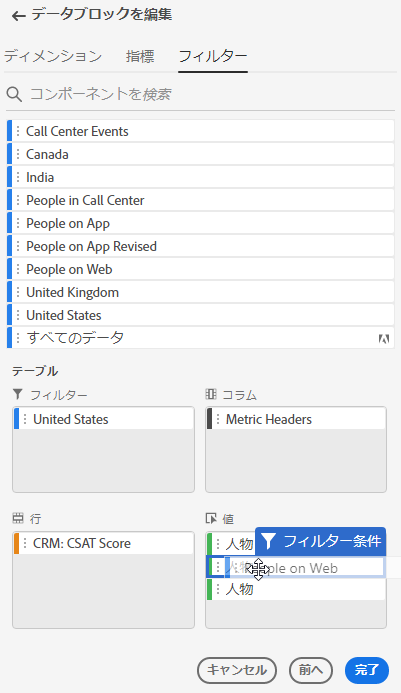 データブロックを編集
ディメンション 指標 フィルター
コンポーネントを検索
Call Center Events
Canada
India
People in Call Center
People on App
People on App Revised
People on Web
United Kingdom
United States
すべてのデータ
テーブル
フィルター
United States
コラム
Metric Headers
行
CRM: CSAT Score
値
人物
フィルター条件
People on Web
人物
キャンセル 前へ 完了